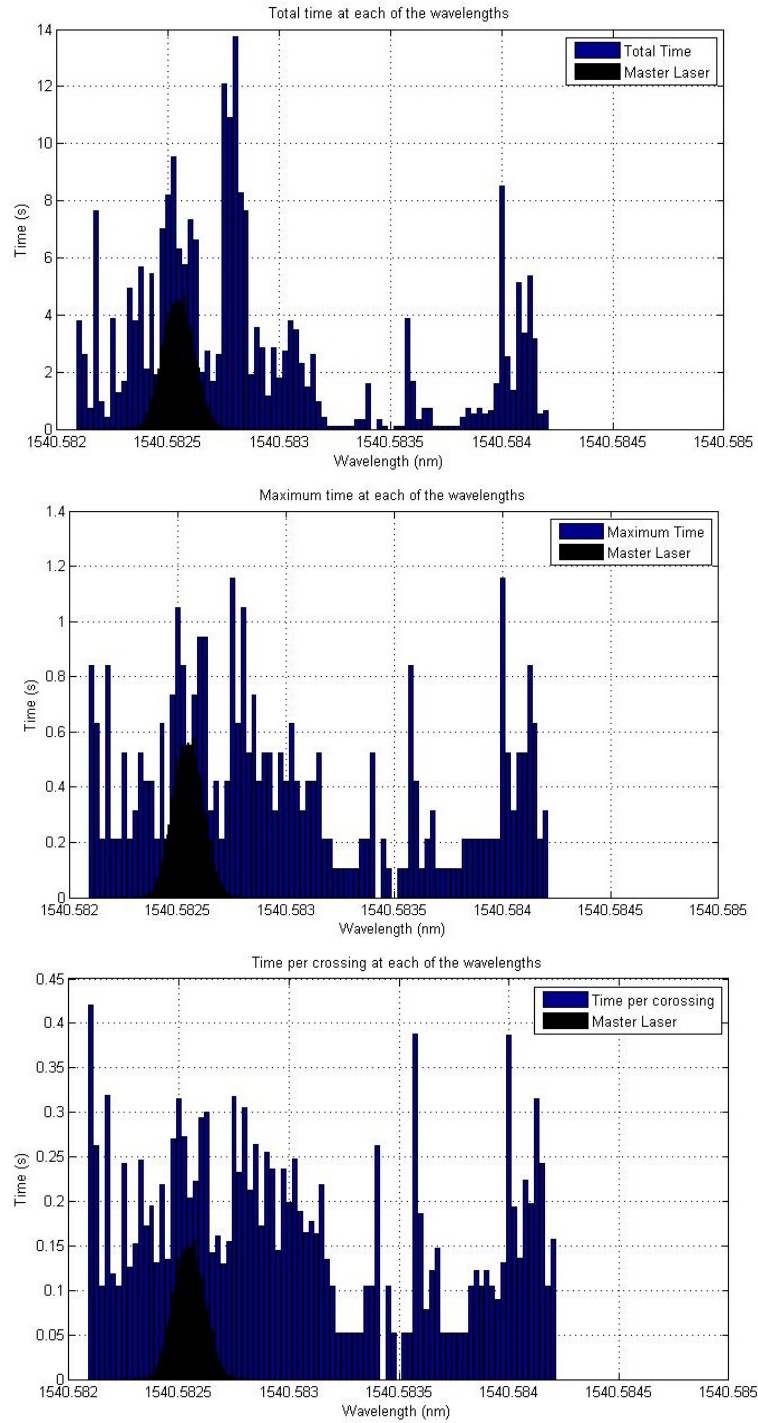 Total time at each of the wavelengths
14
12
10
8
6
4
2
0
Time (s)
Total Time
Master Laser
1540.582 1540.5825 1540.583 1540.5835 1540.584 1540.5845 1540.585
Wavelength (nm)
Maximum time at each of the wavelengths
1.4
1.2
1
0.8
0.6
0.4
0.2
0
Time (s)
Maximum Time
Master Laser
1540.582 1540.5825 1540.583 1540.5835 1540.584 1540.5845 1540.585
Wavelength (nm)
Time per crossing at each of the wavelengths
0.45
0.4
0.35
0.3
0.25
0.2
0.15
0.1
0.05
0
Time (s)
Time per corossing
Master Laser
1540.582 1540.5825 1540.583 1540.5835 1540.584 1540.5845 1540.585
Wavelength (nm)